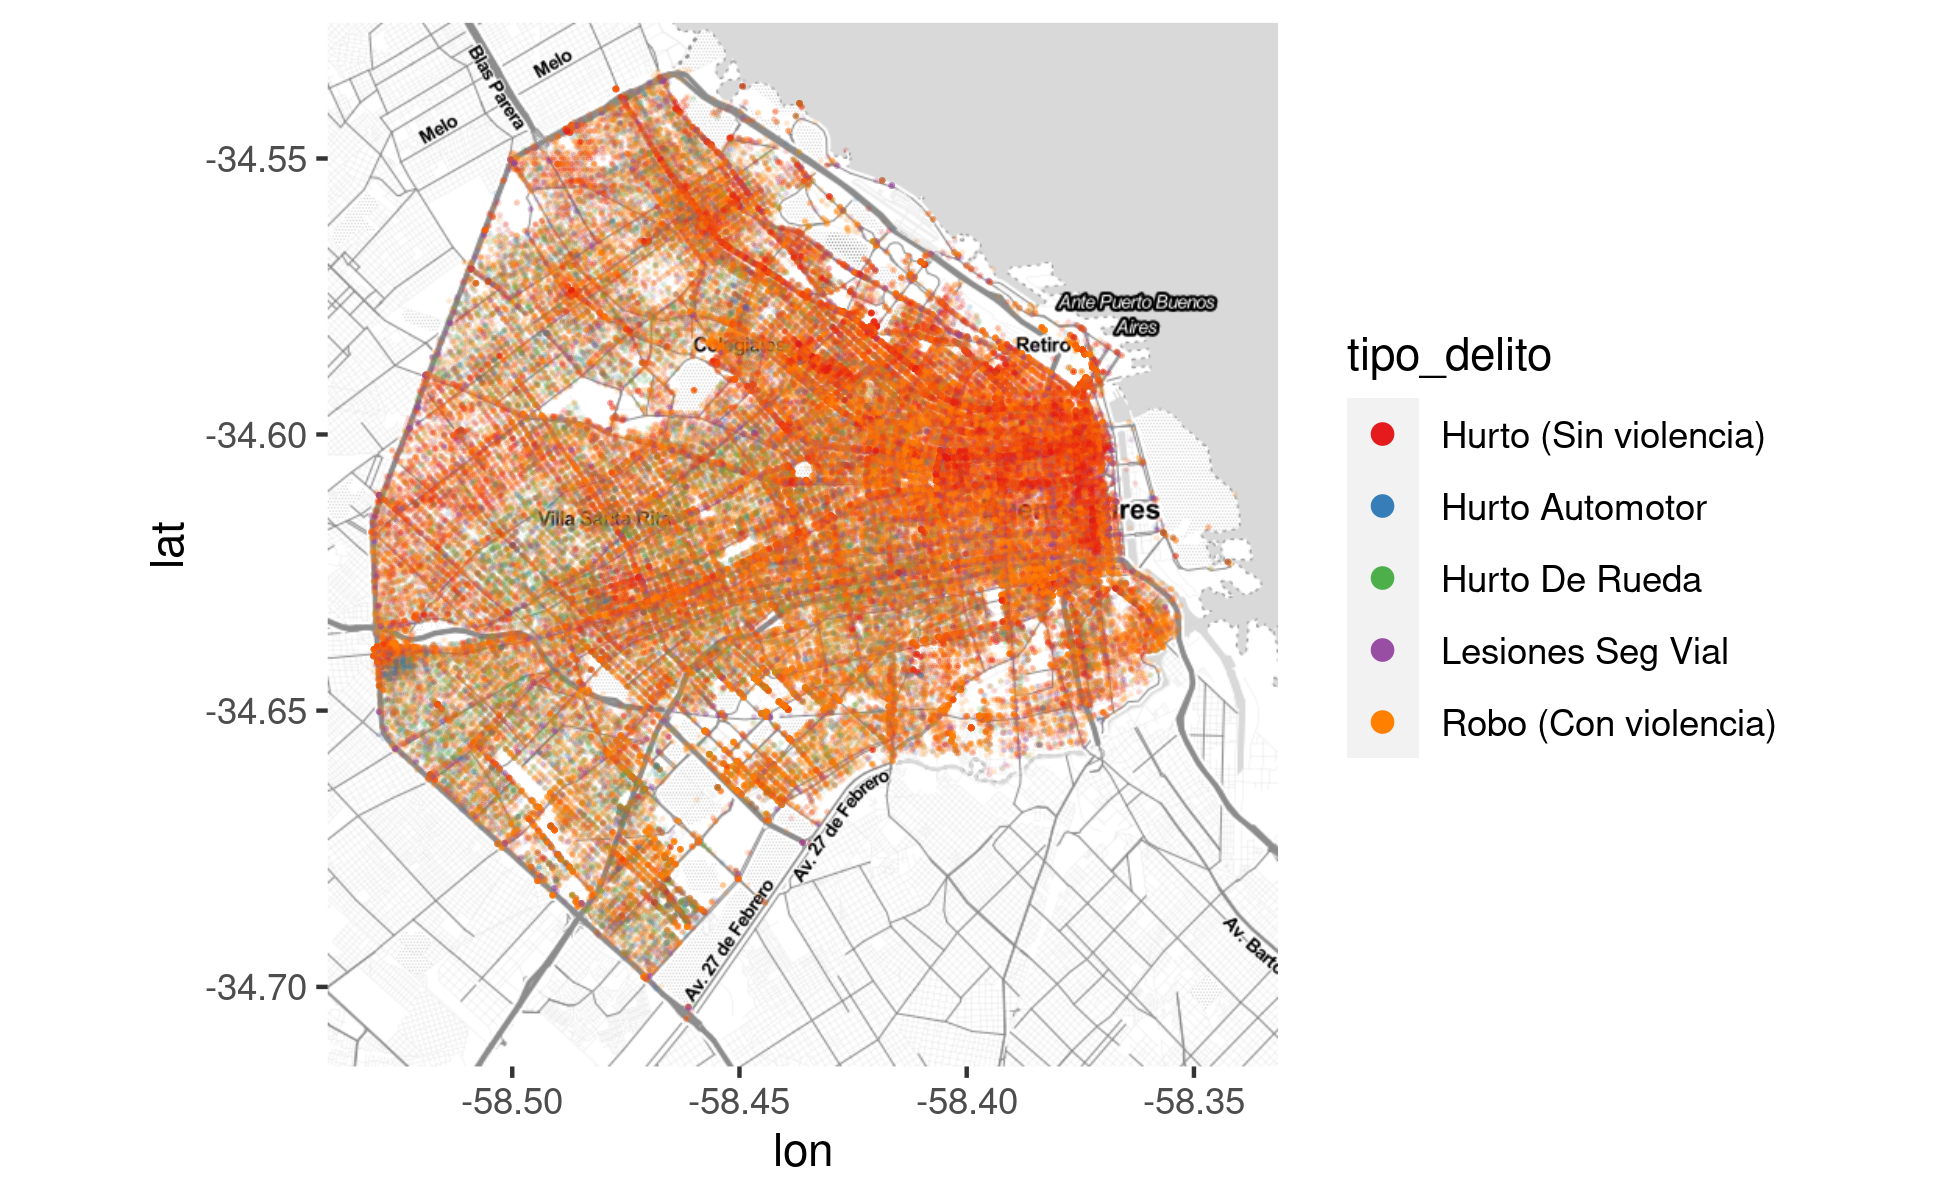 Blas Parera
Melo
Melo
-34.55
-34.60
-34.65
-34.70
lat
Ante Puerto Buenos
Aires
Retiro
Villa Santa Rita
ires
Av. 27 de Febrero
Av. 27 de Febrero
-58.50
-58.45
-58.40
-58.35
lon
tipo_delito
Hurto (Sin violencia)
Hurto Automotor
Hurto De Rueda
Lesiones Seg Vial
Robo (Con violencia)